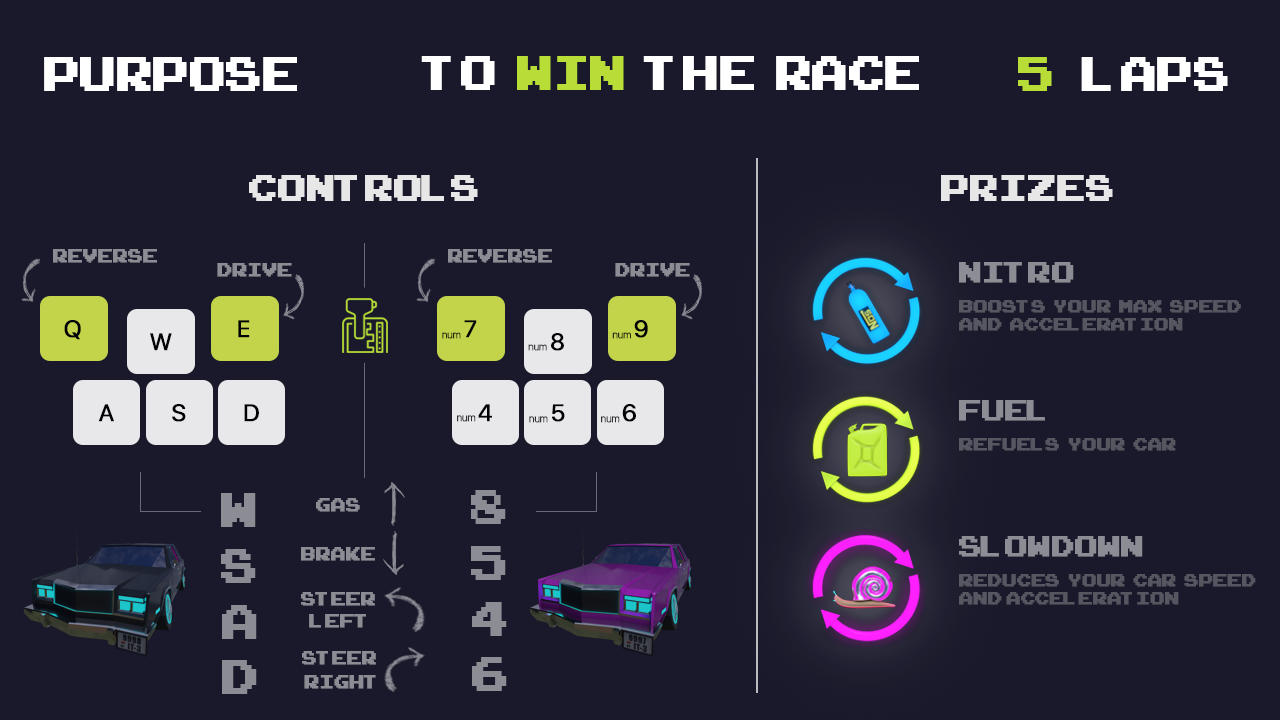 PURPOSE
TO WIN THE RACE
5 LAPS
CONTROLS
REVERSE
DRIVE
Q
W
E
A
S
D
REVERSE
DRIVE
num 7
num 8
num 9
num 4
num 5
num 6
W GAS 8
S BRAKE 5
A STEER 4
LEFT
D STEER 6
RIGHT
PRIZES
NITRO
BOOSTS YOUR MAX SPEED
AND ACCELERATION
FUEL
REFUELS YOUR CAR
SLOWDOWN
REDUCES YOUR CAR SPEED
AND ACCELERATION